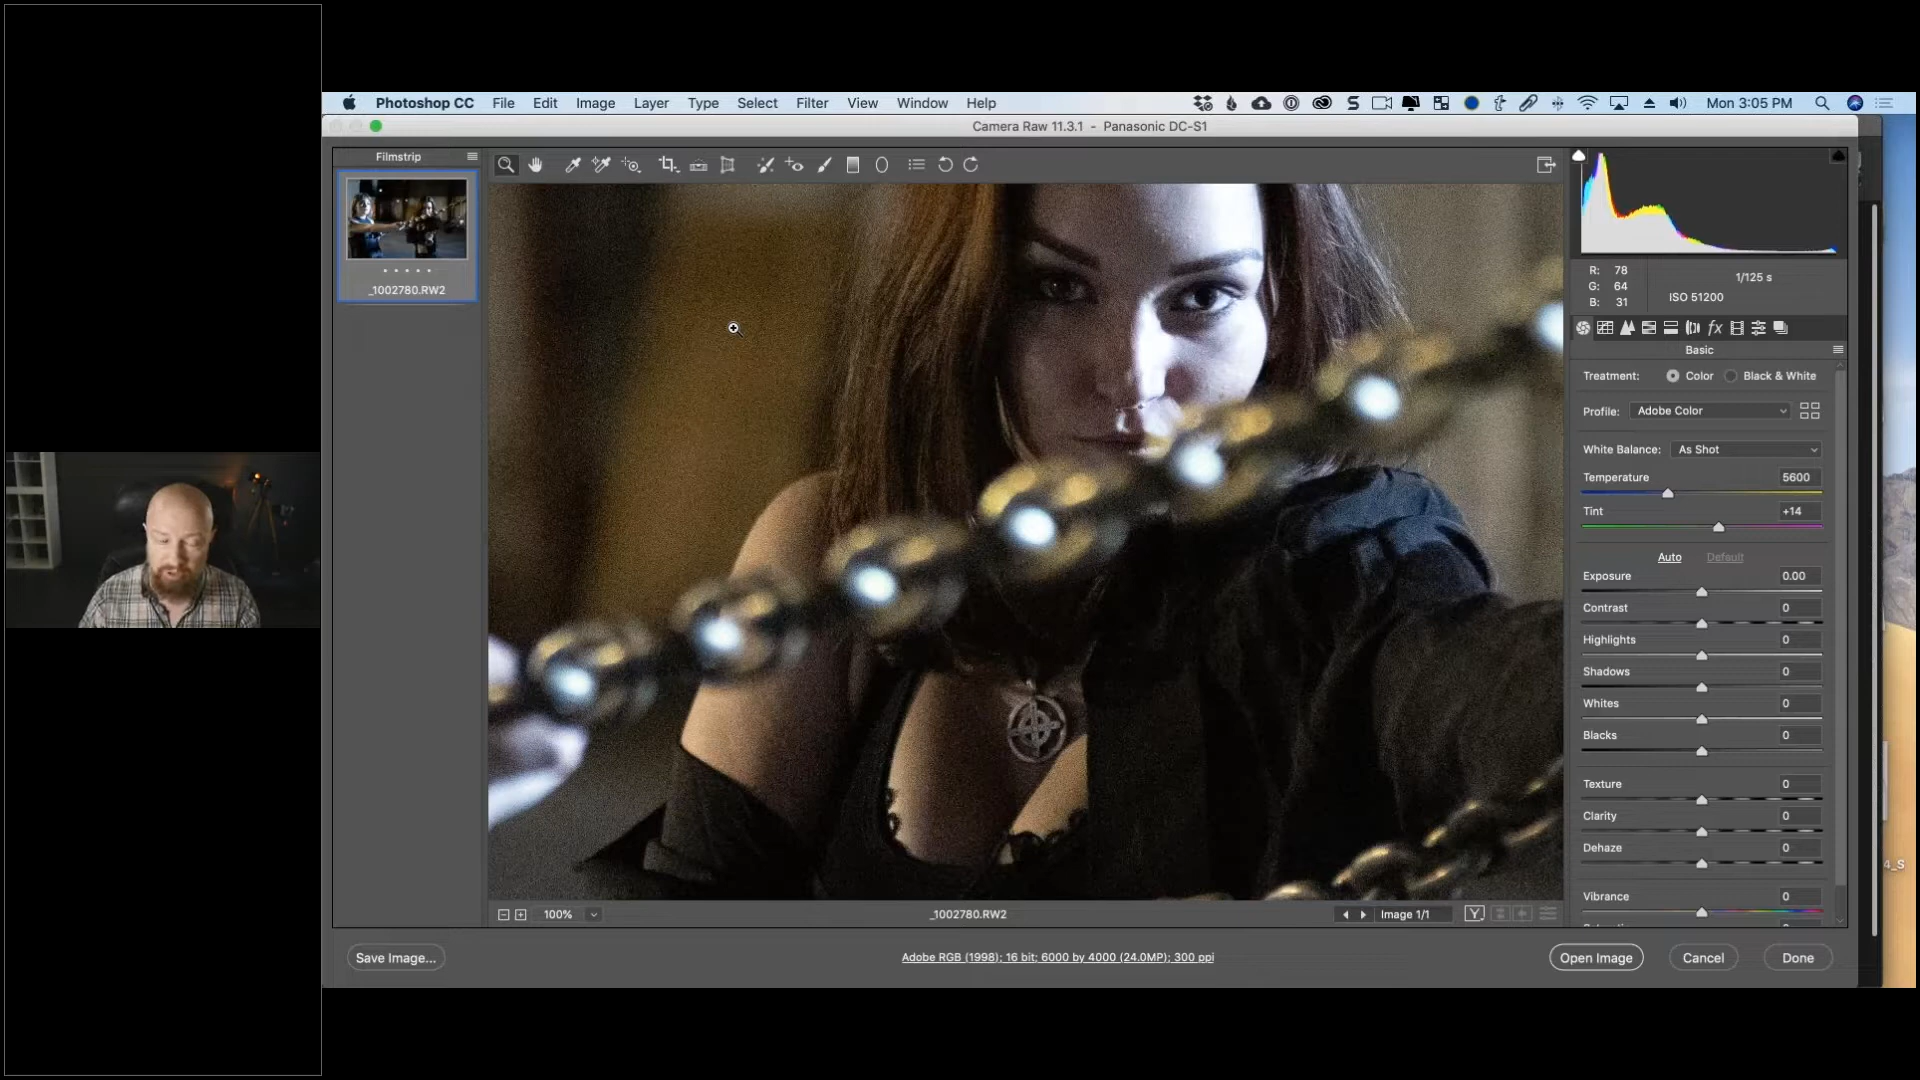 Photoshop CC File Edit Image Layer Type Select Filter View Window Help Mon 3:05 PM
Camera Raw 11.3.1 - Panasonic DC-S1
Filmstrip
_1002780.RW2
R: 78
G: 64
B: 31
1/125 s
ISO 51200
Basic
Treatment: Color Black & White
Profile: Adobe Color
White Balance: As Shot
Temperature 5600
Tint +14
Auto Default
Exposure 0.00
Contrast 0
Highlights 0
Shadows 0
Whites 0
Blacks 0
Texture 0
Clarity 0
Dehaze 0
Vibrance 0
4_S
100% _1002780.RW2 Image 1/1 Y
Save Image... Adobe RGB (1998); 16 bit; 6000 by 4000 (24.0MP); 300 ppi Open Image Cancel Done